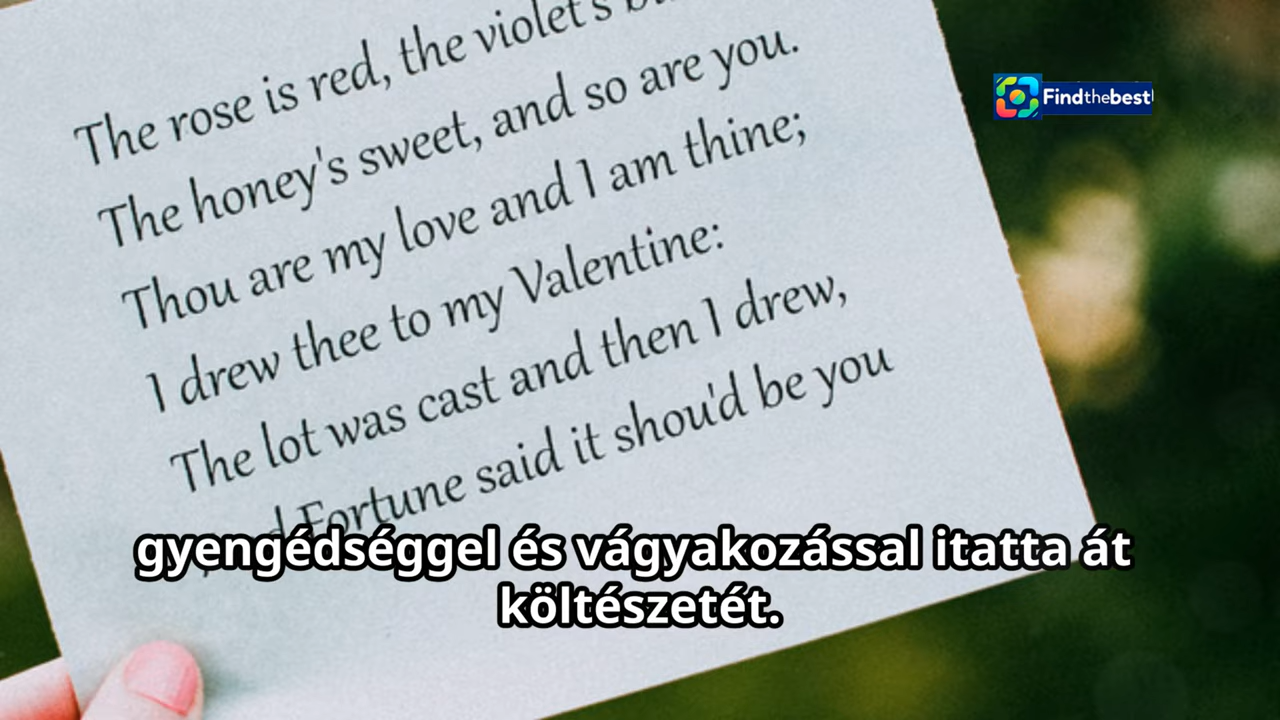 The rose is red, the violet's
The honey's sweet, and so are you.
Thou are my love and I am thine;
I drew thee to my Valentine:
The lot was cast and then I drew,
Fortune said it shou'd be you
Findthebest
gyengédséggel és vágyakozással itatta át
költészetét.